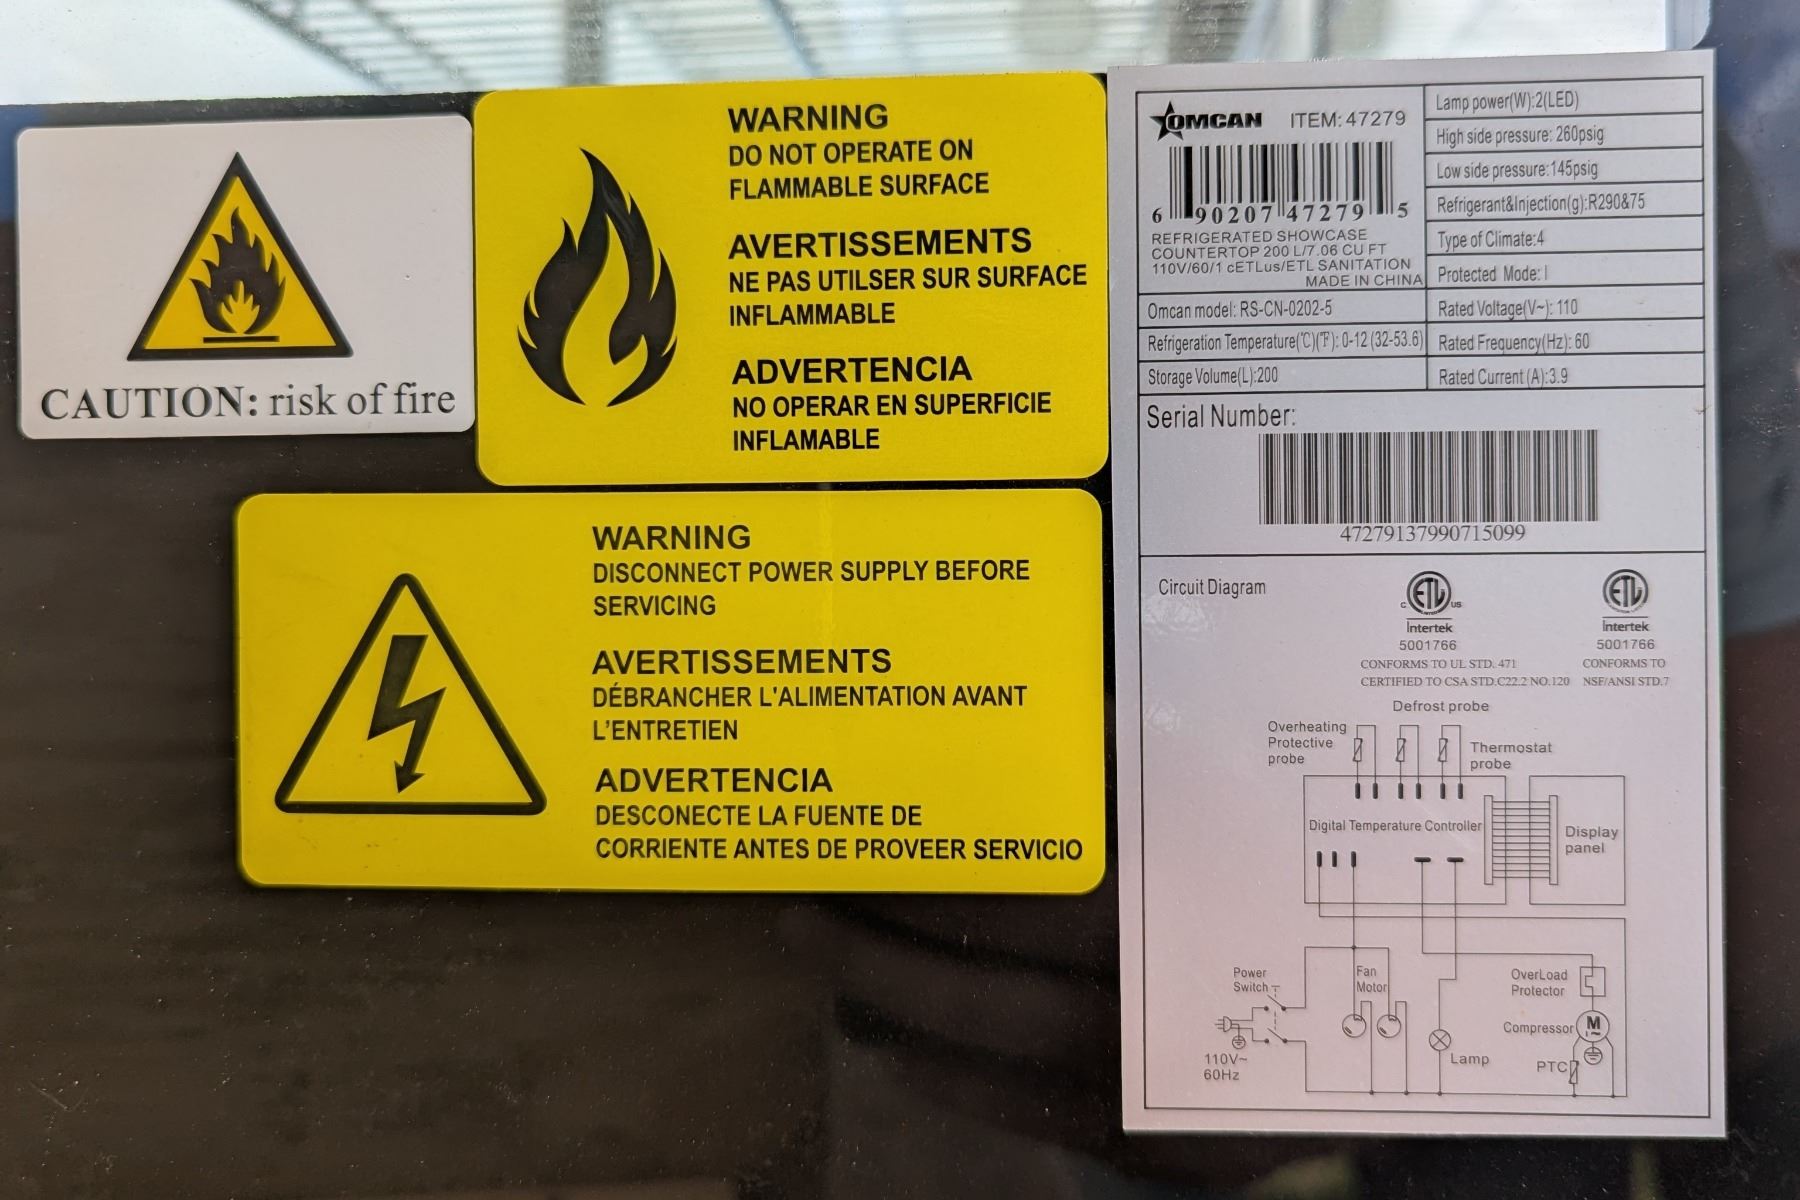 CAUTION: risk of fire
WARNING
DO NOT OPERATE ON
FLAMMABLE SURFACE
AVERTISSEMENTS
NE PAS UTILSER SUR SURFACE
INFLAMMABLE
ADVERTENCIA
NO OPERAR EN SUPERFICIE
INFLAMABLE
WARNING
DISCONNECT POWER SUPPLY BEFORE
SERVICING
AVERTISSEMENTS
DÉBRANCHER L'ALIMENTATION AVANT
L'ENTRETIEN
ADVERTENCIA
DESCONECTE LA FUENTE DE
CORRIENTE ANTES DE PROVEER SERVICIO
OMCAN ITEM: 47279
6 90207 47279 5
REFRIGERATED SHOWCASE
COUNTERTOP 200 L/7.06 CU FT
110V/60/1 cETLus/ETL SANITATION
MADE IN CHINA
Omcan model: RS-CN-0202-5
Refrigeration Temperature(℃)(℉): 0-12 (32-53.6)
Storage Volume(L):200
Lamp power(W):2(LED)
High side pressure: 260psig
Low side pressure:145psig
Refrigerant&Injection(g):R290&75
Type of Climate:4
Protected Mode: I
Rated Voltage(V~): 110
Rated Frequency(Hz): 60
Rated Current (A):3.9
Serial Number:
47279137990715099
Circuit Diagram
C ETL US
Intertek
5001766
CONFORMS TO UL STD. 471
CERTIFIED TO CSA STD.C22.2 NO.120
ETL
Intertek
5001766
CONFORMS TO
NSF/ANSI STD.7
Defrost probe
Overheating
Protective
probe
Thermostat
probe
Digital Temperature Controller
Display
panel
Power
Switch
Fan
Motor
OverLoad
Protector
Compressor
M
~
PTC
Lamp
110V~
60Hz